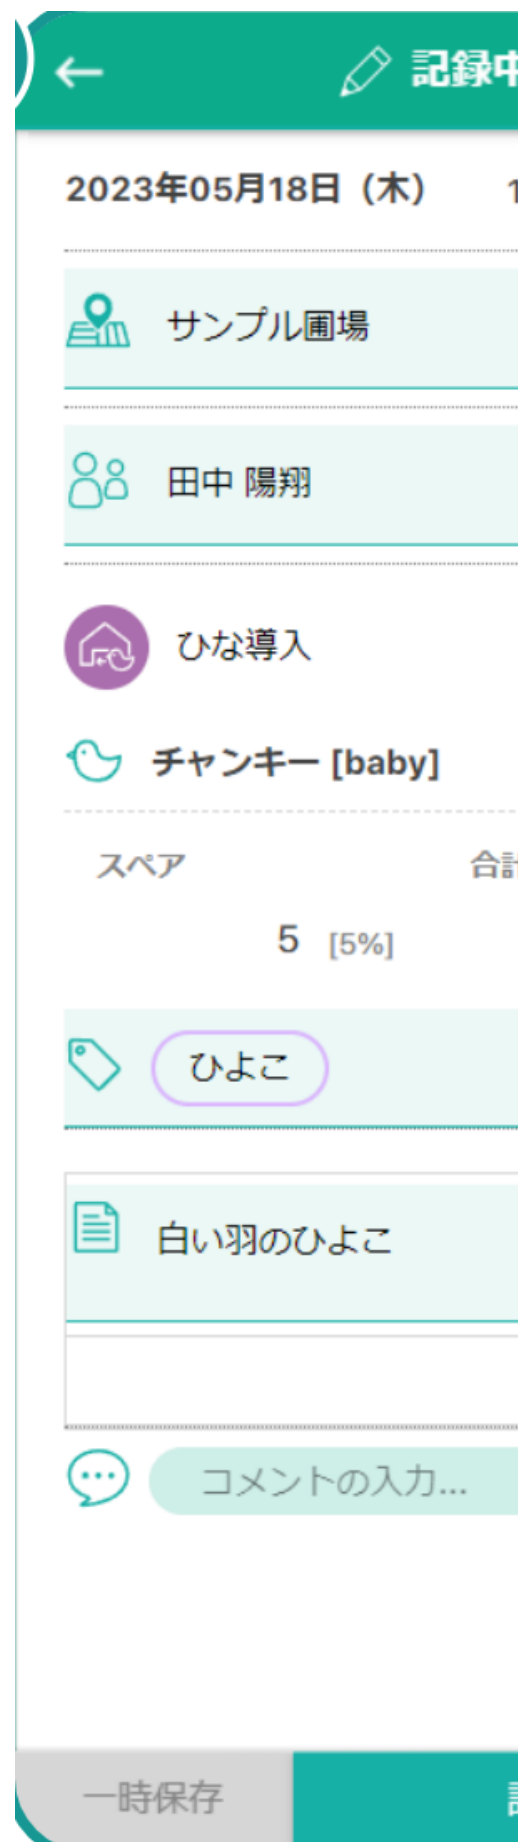 記録中
2023年05月18日（木） 1
サンプル圃場
田中 陽翔
ひな導入
チャンキー [baby]
スペア 合計
5 [5%]
ひよこ
白い羽のひよこ
コメントの入力...
一時保存